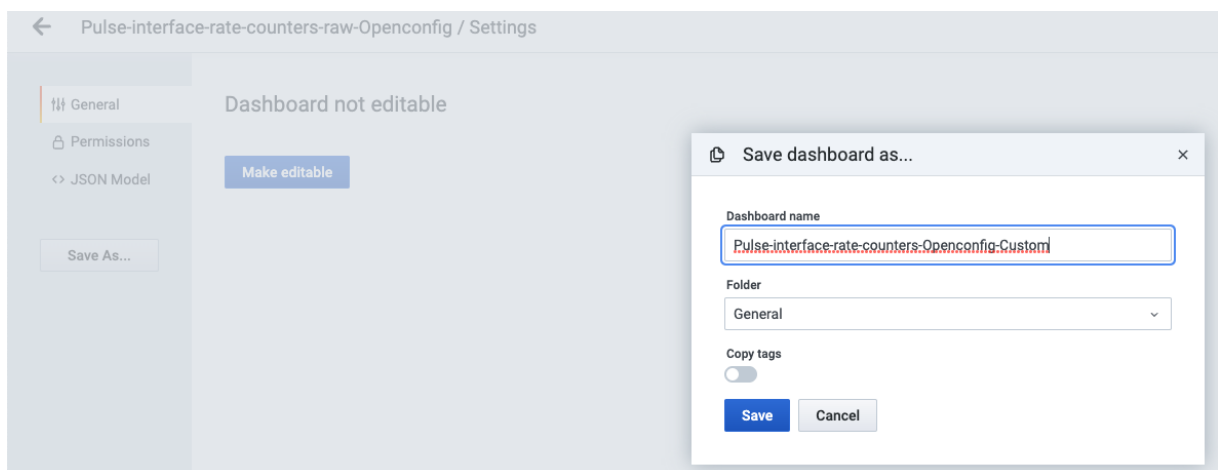 Pulse-interface-rate-counters-raw-Openconfig / Settings
General
Permissions
<> JSON Model
Save As...
Dashboard not editable
Make editable
Save dashboard as...
Dashboard name
Pulse-interface-rate-counters-Openconfig-Custom
Folder
General
Copy tags
Save Cancel